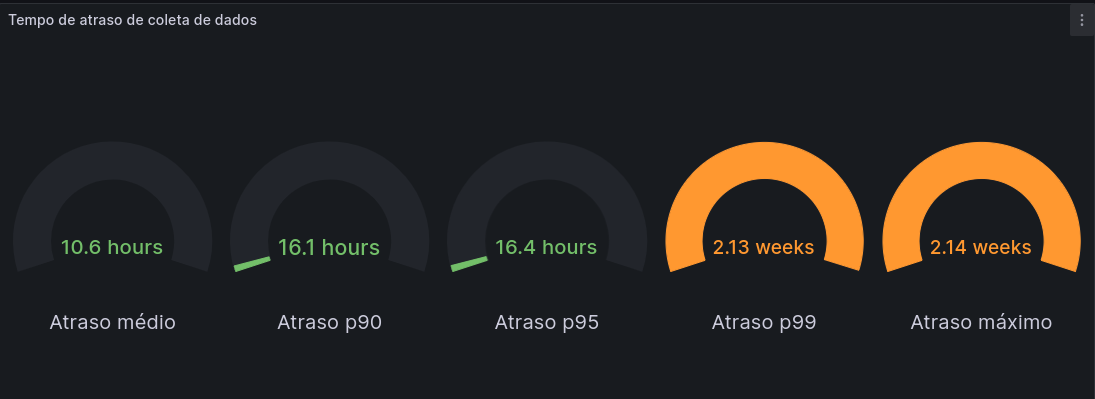 Tempo de atraso de coleta de dados
10.6 hours
16.1 hours
16.4 hours
2.13 weeks
2.14 weeks
Atraso médio
Atraso p90
Atraso p95
Atraso p99
Atraso máximo